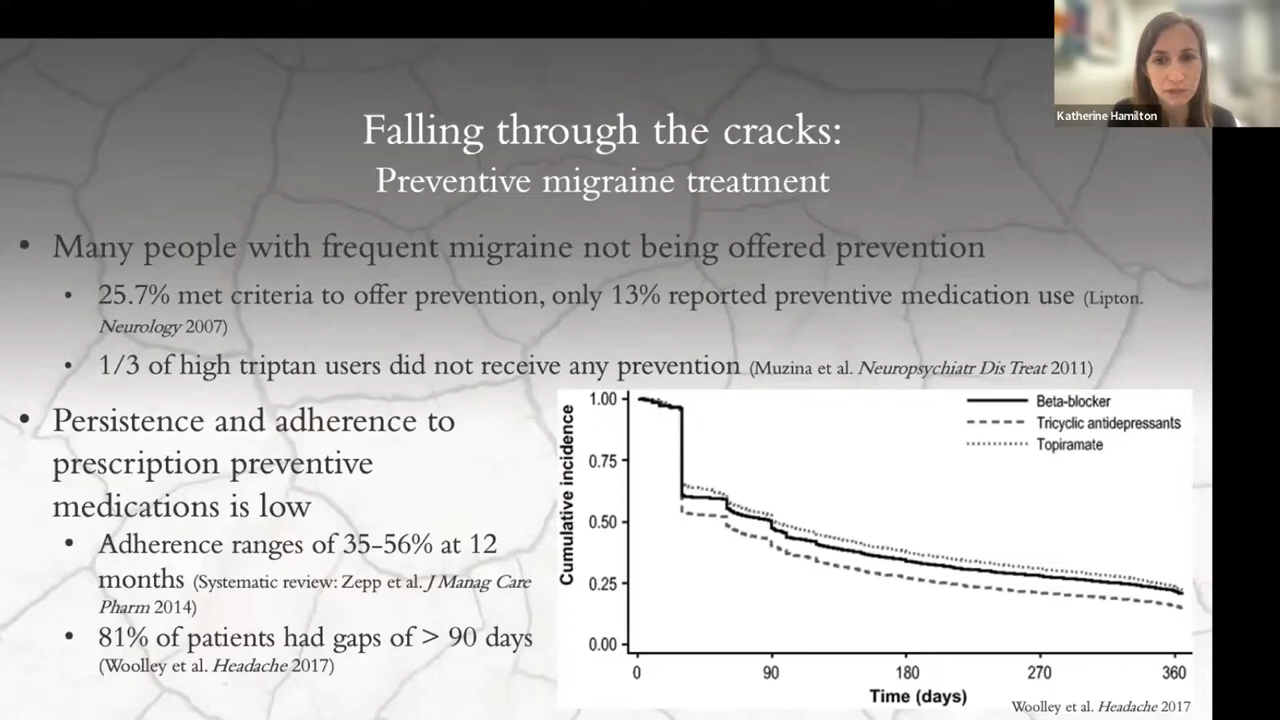 Katherine Hamilton
Falling through the cracks:
Preventive migraine treatment
• Many people with frequent migraine not being offered prevention
• 25.7% met criteria to offer prevention, only 13% reported preventive medication use (Lipton.
Neurology 2007)
• 1/3 of high triptan users did not receive any prevention (Muzina et al. Neuropsychiatr Dis Treat 2011)
• Persistence and adherence to
prescription preventive
medications is low
• Adherence ranges of 35-56% at 12
months (Systematic review: Zepp et al. J Manag Care
Pharm 2014)
• 81% of patients had gaps of > 90 days
(Woolley et al. Headache 2017)
Cumulative incidence
1.00
0.75
0.50
0.25
0.00
Beta-blocker
Tricyclic antidepressants
Topiramate
0 90 180 270 360
Time (days)
Woolley et al. Headache 2017